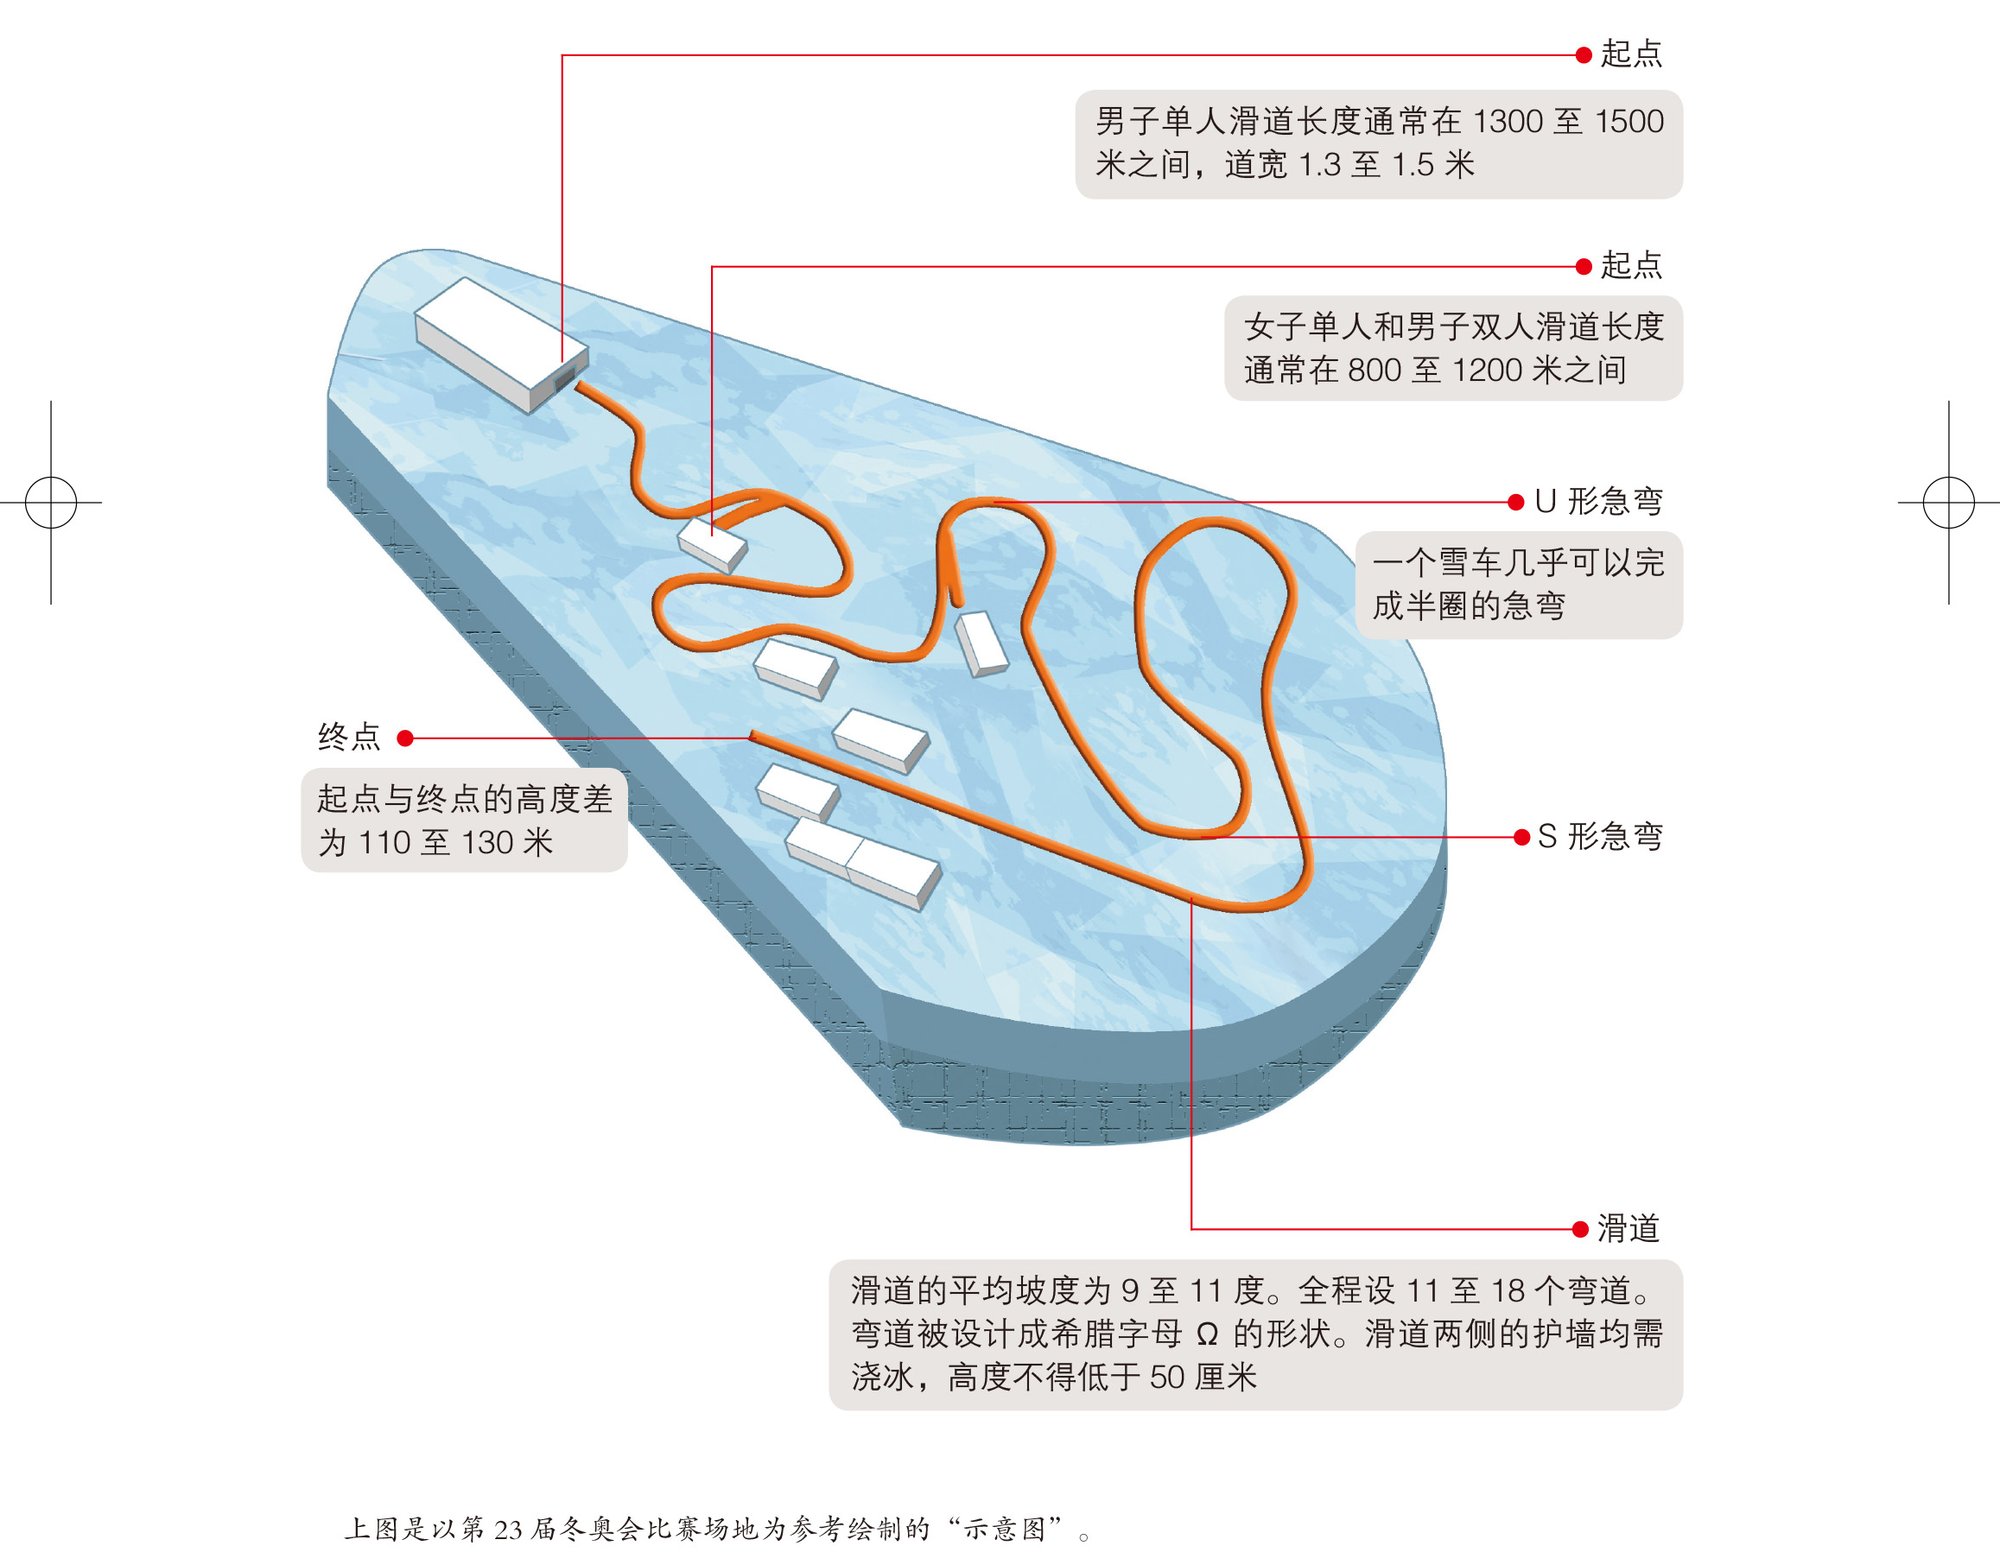 起点
男子单人滑道长度通常在 1300 至 1500
米之间，道宽 1.3 至 1.5 米
起点
女子单人和男子双人滑道长度
通常在 800 至 1200 米之间
U 形急弯
一个雪车几乎可以完
成半圈的急弯
终点
起点与终点的高度差
为 110 至 130 米
S 形急弯
滑道
滑道的平均坡度为 9 至 11 度。全程设 11 至 18 个弯道。
弯道被设计成希腊字母 Ω 的形状。滑道两侧的护墙均需
浇冰，高度不得低于 50 厘米
上图是以第 23 届冬奥会比赛场地为参考绘制的“示意图”。